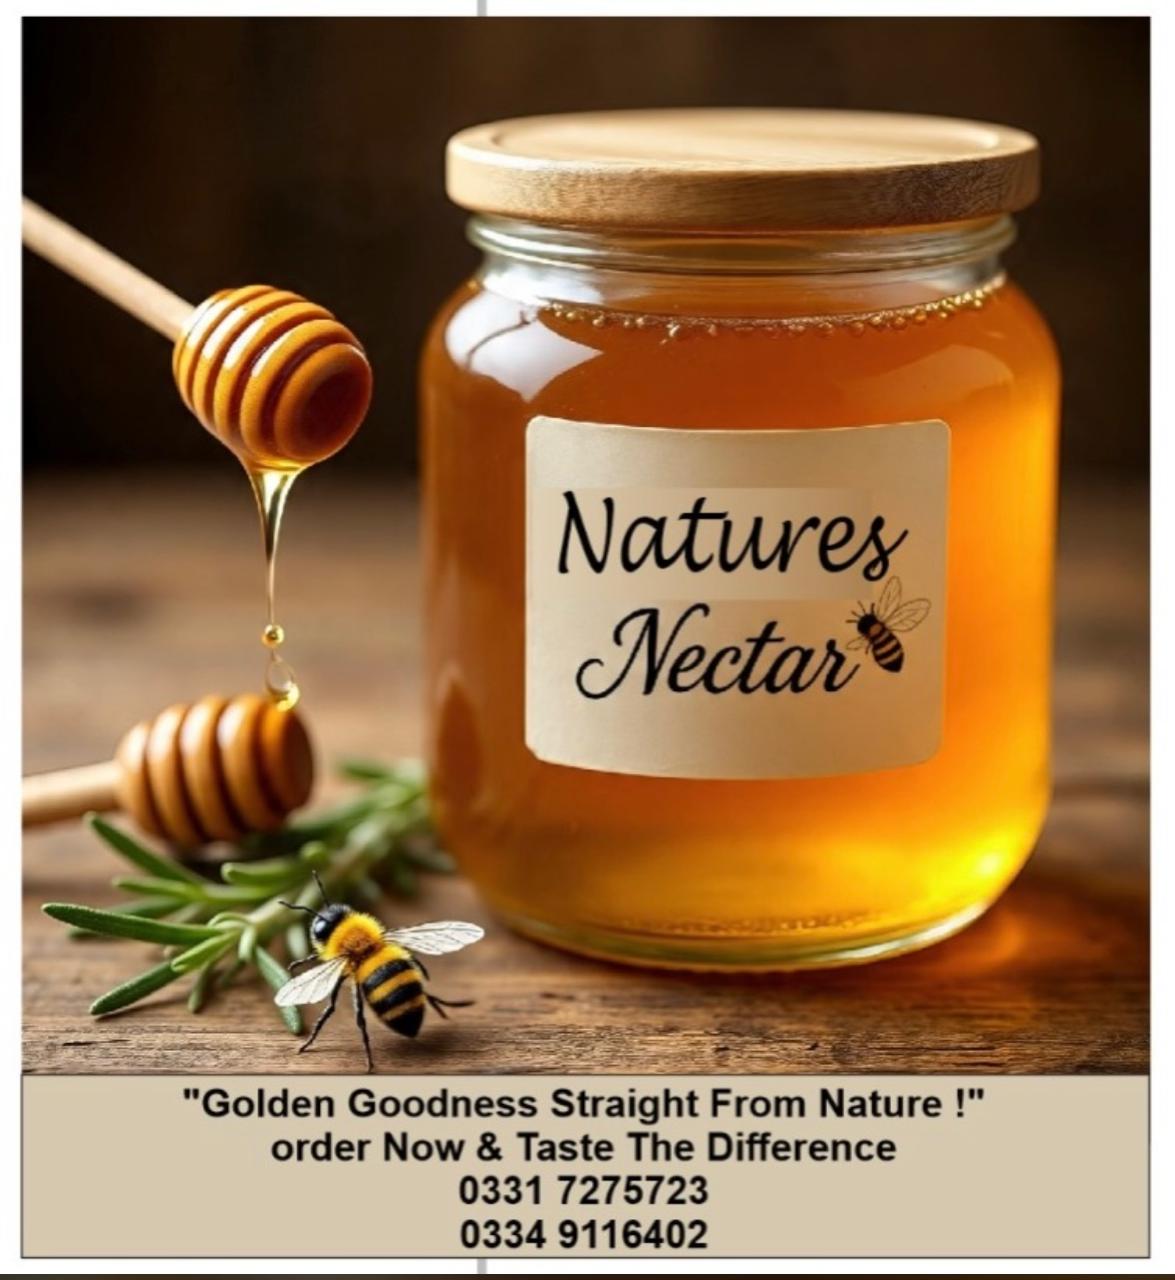 Natures
Nectar
"Golden Goodness Straight From Nature !"
order Now & Taste The Difference
0331 7275723
0334 9116402